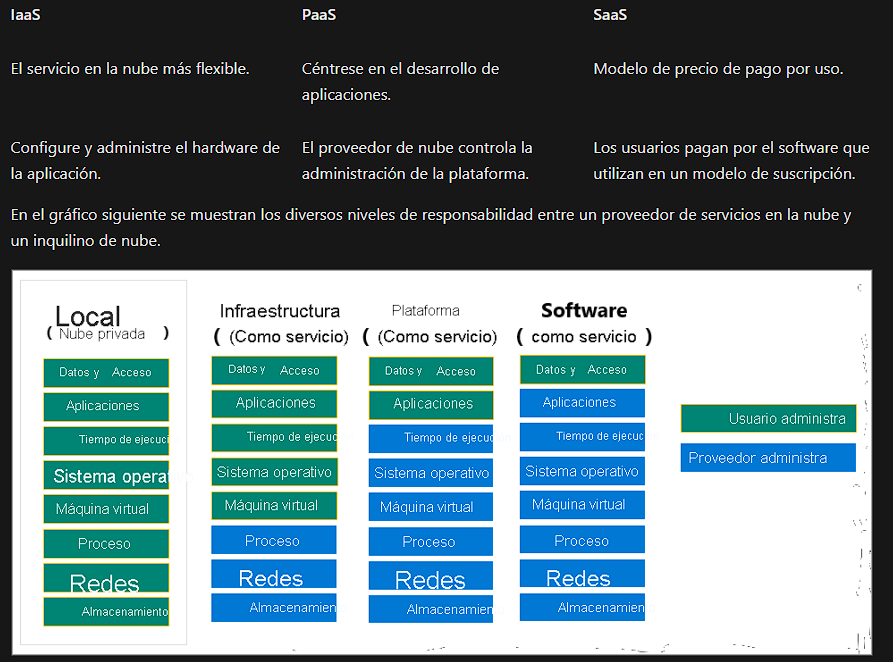 IaaS
PaaS
SaaS
El servicio en la nube más flexible.
Céntrese en el desarrollo de
aplicaciones.
Modelo de precio de pago por uso.
Configure y administre el hardware de
la aplicación.
El proveedor de nube controla la
administración de la plataforma.
Los usuarios pagan por el software que
utilizan en un modelo de suscripción.
En el gráfico siguiente se muestran los diversos niveles de responsabilidad entre un proveedor de servicios en la nube y
un inquilino de nube.
Local
( Nube privada )
Datos y Acceso
Aplicaciones
Tiempo de ejecuci
Sistema operat
Máquina virtual
Proceso
Redes
Almacenamiento
Infraestructura
( (Como servicio)
Datos y Acceso
Aplicaciones
Tiempo de ejecuc
Sistema operativo
Máquina virtual
Proceso
Redes
Almacenamien
Plataforma
( (Como servicio)
Datos y Acceso
Aplicaciones
Tiempo de ejecuc
Sistema operativo
Máquina virtual
Proceso
Redes
Almacenamien
Software
( como servicio )
Datos y Acceso
Aplicaciones
Tiempo de ejecuc
Sistema operativo
Máquina virtual
Proceso
Redes
Almacenamien
Usuario administra
Proveedor administra